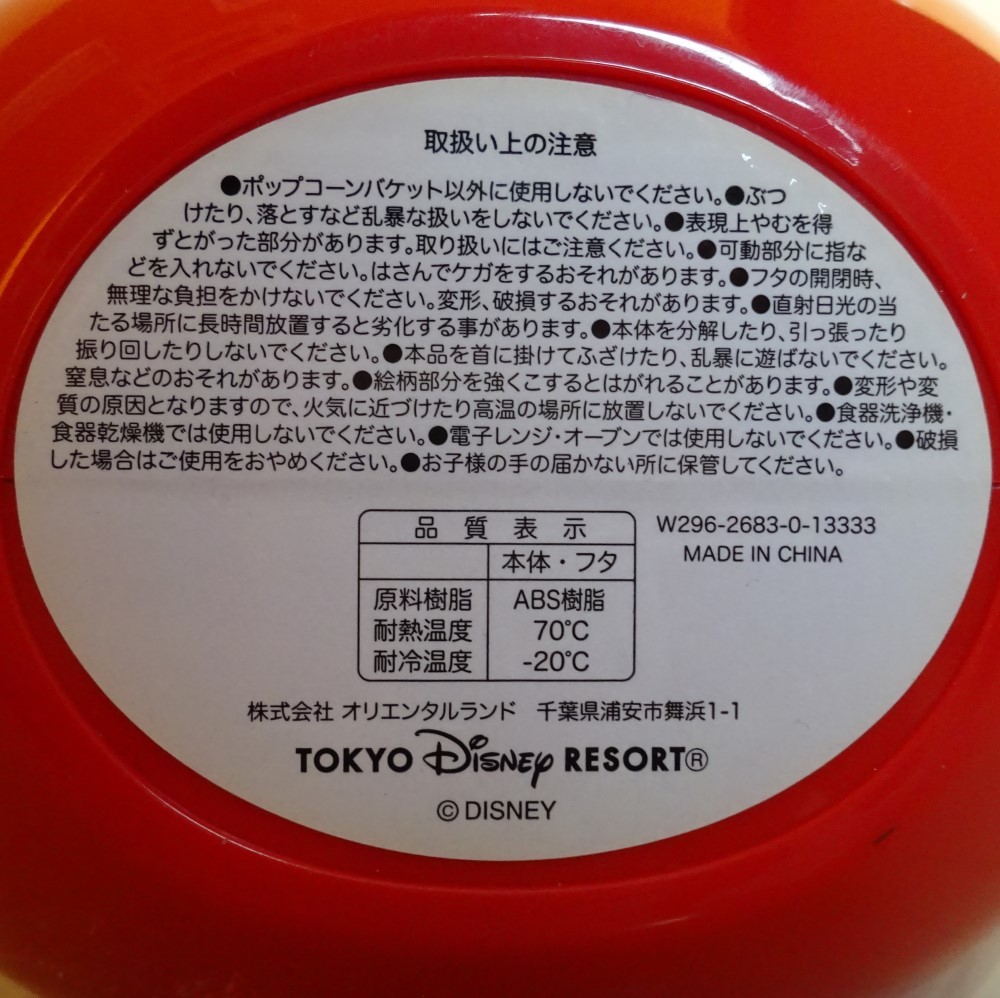 取扱い上の注意
●ポップコーンバケット以外に使用しないでください。●ぶつ
けたり、落とすなど乱暴な扱いをしないでください。●表現上やむを得
ずとがった部分があります。取り扱いにはご注意ください。●可動部分に指な
どを入れないでください。はさんでケガをするおそれがあります。●フタの開閉時、
無理な負担をかけないでください。変形、破損するおそれがあります。●直射日光の当
たる場所に長時間放置すると劣化する事があります。●本体を分解したり、引っ張ったり
振り回したりしないでください。●本品を首に掛けてふざけたり、乱暴に遊ばないでください。
窒息などのおそれがあります。●絵柄部分を強くこするとはがれることがあります。●変形や変
質の原因となりますので、火気に近づけたり高温の場所に放置しないでください。●食器洗浄機・
食器乾燥機では使用しないでください。●電子レンジ・オーブンでは使用しないでください。●破損
した場合はご使用をおやめください。●お子様の手の届かない所に保管してください。
品質表示
本体・フタ
原料樹脂 ABS樹脂
耐熱温度 70℃
耐冷温度 -20℃
W296-2683-0-13333
MADE IN CHINA
株式会社 オリエンタルランド 千葉県浦安市舞浜1-1
TOKYO Disney RESORT®
©DISNEY